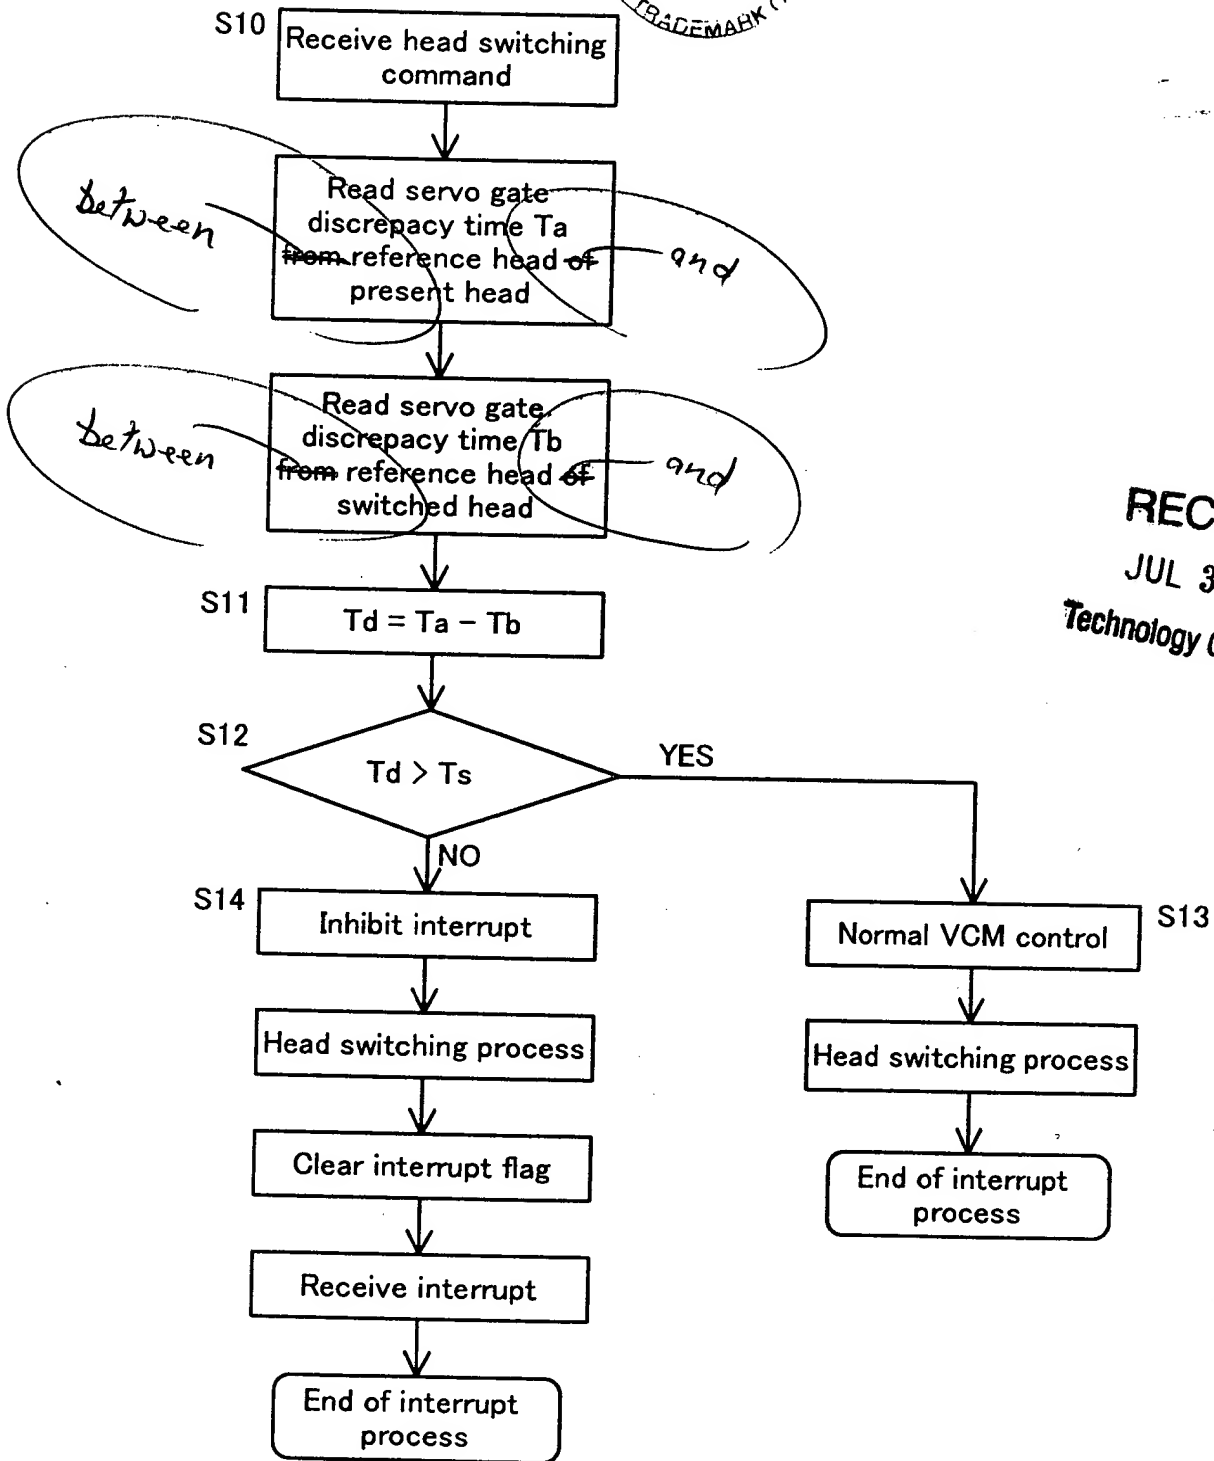 TRADEMARK
S10
Receive head switching
command
Read servo gate
discrepacy time Ta
from reference head of
present head
between
and
Read servo gate
discrepacy time Tb
from reference head of
switched head
between
and
REC
JUL 3
Technology
S11
Td = Ta − Tb
S12
Td > Ts
YES
NO
S14
Inhibit interrupt
Normal VCM control
S13
Head switching process
Head switching process
Clear interrupt flag
End of interrupt
process
Receive interrupt
End of interrupt
process